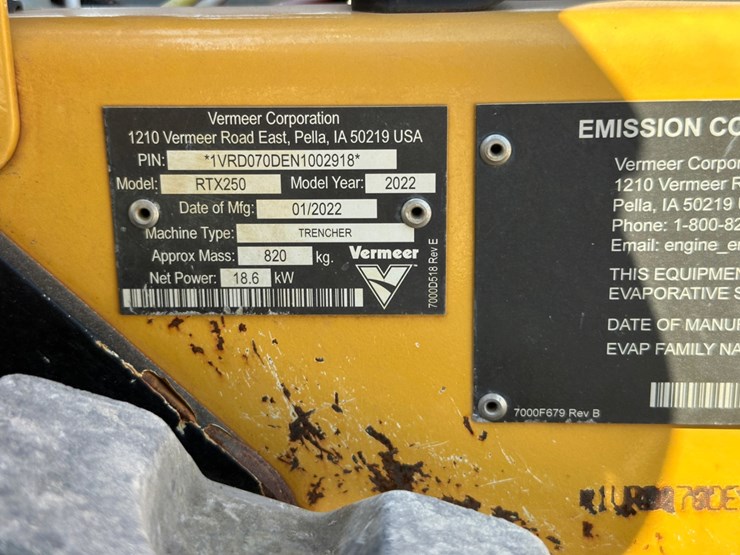 Vermeer Corporation
1210 Vermeer Road East, Pella, IA 50219 USA
PIN: *1VRD070DEN1002918*
Model: RTX250 Model Year: 2022
Date of Mfg: 01/2022
Machine Type: TRENCHER
Approx Mass: 820 kg.
Net Power: 18.6 kW
Vermeer
7000D518 Rev E
EMISSION CO
Vermeer Corpor
1210 Vermeer R
Pella, IA 50219
Phone: 1-800-82
Email: engine_e
THIS EQUIPMEN
EVAPORATIVE S
DATE OF MANUF
EVAP FAMILY NA
7000F679 Rev B